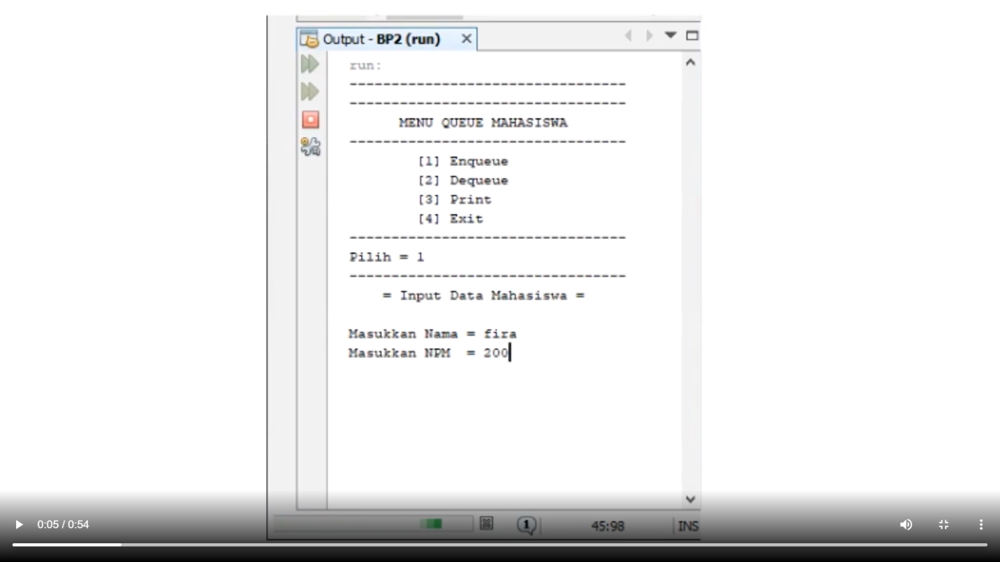 Output - BP2 (run)
run:
---------------------------------
---------------------------------
MENU QUEUE MAHASISWA
---------------------------------
[1] Enqueue
[2] Dequeue
[3] Print
[4] Exit
---------------------------------
Pilih = 1
---------------------------------
= Input Data Mahasiswa =
Masukkan Nama = fira
Masukkan NPM  = 200
1
45:98
INS
0:05 / 0:54